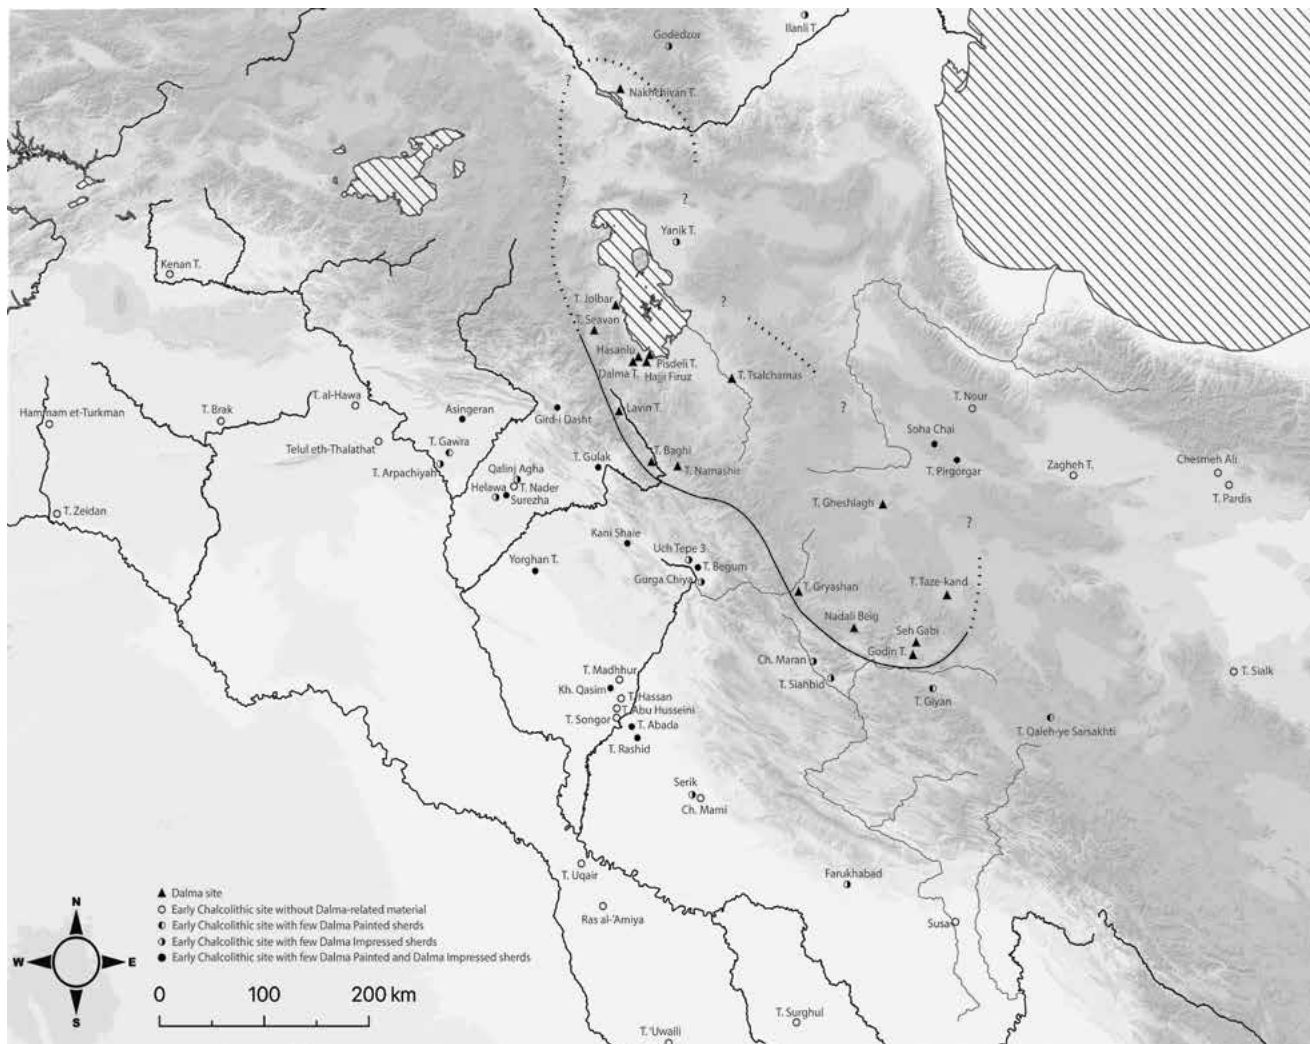 Ilanli T.
Godedzor
?
Nakhchivan T.
?
?
Yanik T.
Kenan T.
T. Jolbar
?
T. Seavan
Hasanlu
Pisdeli T.
Dalma T.
Hajji Firuz
T. Tsalchamas
T. al-Hawa
Hammam et-Turkman
T. Brak
Asingeran
Gird-i Dasht
Lavin T.
?
T. Nour
Soha Chai
Telul eth-Thalathat
T. Gawra
T. Gulak
T. Baghi
T. Namashir
T. Pirgorgar
Zagheh T.
Chesmeh Ali
T. Arpachiyah
Qalinj Agha
T. Nader
Helawa
Surezha
T. Pardis
T. Zeidan
T. Gheshlagh
?
Kani Shaie
Uch Tepe 3
Yorghan T.
T. Begum
Gurga Chiya
T. Gryashan
T. Taze-kand
Nadali Beig
Seh Gabi
Godin T.
Ch. Maran
T. Madhhur
T. Siahbid
T. Sialk
Kh. Qasim
T. Hassan
T. Giyan
T. Abu Husseini
T. Songor
T. Abada
T. Qaleh-ye Sarsakhti
T. Rashid
Serik
Ch. Mami
T. Uqair
Farukhabad
Ras al-'Amiya
Susa
T. Surghul
T. 'Uwaili
Dalma site
Early Chalcolithic site without Dalma-related material
Early Chalcolithic site with few Dalma Painted sherds
Early Chalcolithic site with few Dalma Impressed sherds
Early Chalcolithic site with few Dalma Painted and Dalma Impressed sherds
N
W
E
S
0 100 200 km